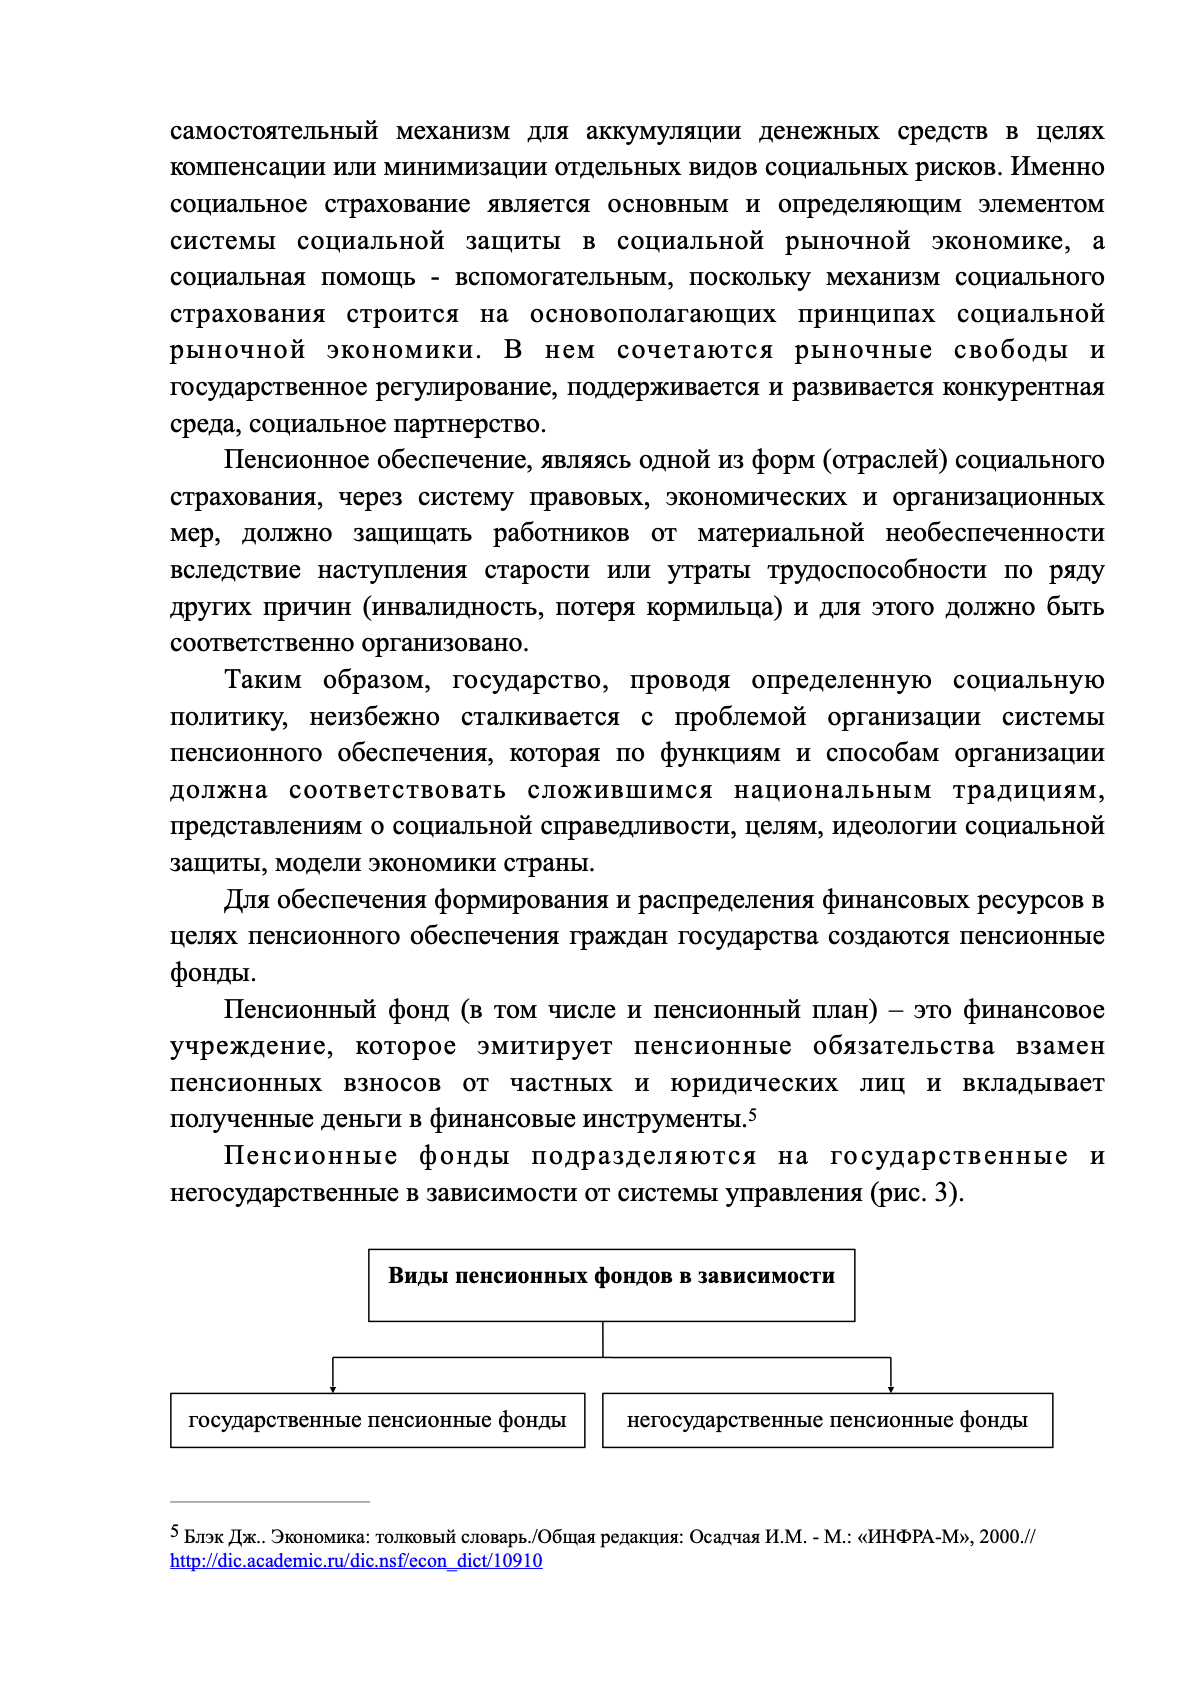 самостоятельный механизм для аккумуляции денежных средств в целях
компенсации или минимизации отдельных видов социальных рисков. Именно
социальное страхование является основным и определяющим элементом
системы социальной защиты в социальной рыночной экономике, а
социальная помощь - вспомогательным, поскольку механизм социального
страхования строится на основополагающих принципах социальной
рыночной экономики. В нем сочетаются рыночные свободы и
государственное регулирование, поддерживается и развивается конкурентная
среда, социальное партнерство.
Пенсионное обеспечение, являясь одной из форм (отраслей) социального
страхования, через систему правовых, экономических и организационных
мер, должно защищать работников от материальной необеспеченности
вследствие наступления старости или утраты трудоспособности по ряду
других причин (инвалидность, потеря кормильца) и для этого должно быть
соответственно организовано.
Таким образом, государство, проводя определенную социальную
политику, неизбежно сталкивается с проблемой организации системы
пенсионного обеспечения, которая по функциям и способам организации
должна соответствовать сложившимся национальным традициям,
представлениям о социальной справедливости, целям, идеологии социальной
защиты, модели экономики страны.
Для обеспечения формирования и распределения финансовых ресурсов в
целях пенсионного обеспечения граждан государства создаются пенсионные
фонды.
Пенсионный фонд (в том числе и пенсионный план) – это финансовое
учреждение, которое эмитирует пенсионные обязательства взамен
пенсионных взносов от частных и юридических лиц и вкладывает
полученные деньги в финансовые инструменты.5
Пенсионные фонды подразделяются на государственные и
негосударственные в зависимости от системы управления (рис. 3).
Виды пенсионных фондов в зависимости
государственные пенсионные фонды
негосударственные пенсионные фонды
5 Блэк Дж.. Экономика: толковый словарь./Общая редакция: Осадчая И.М. - М.: «ИНФРА-М», 2000.//
http://dic.academic.ru/dic.nsf/econ_dict/10910